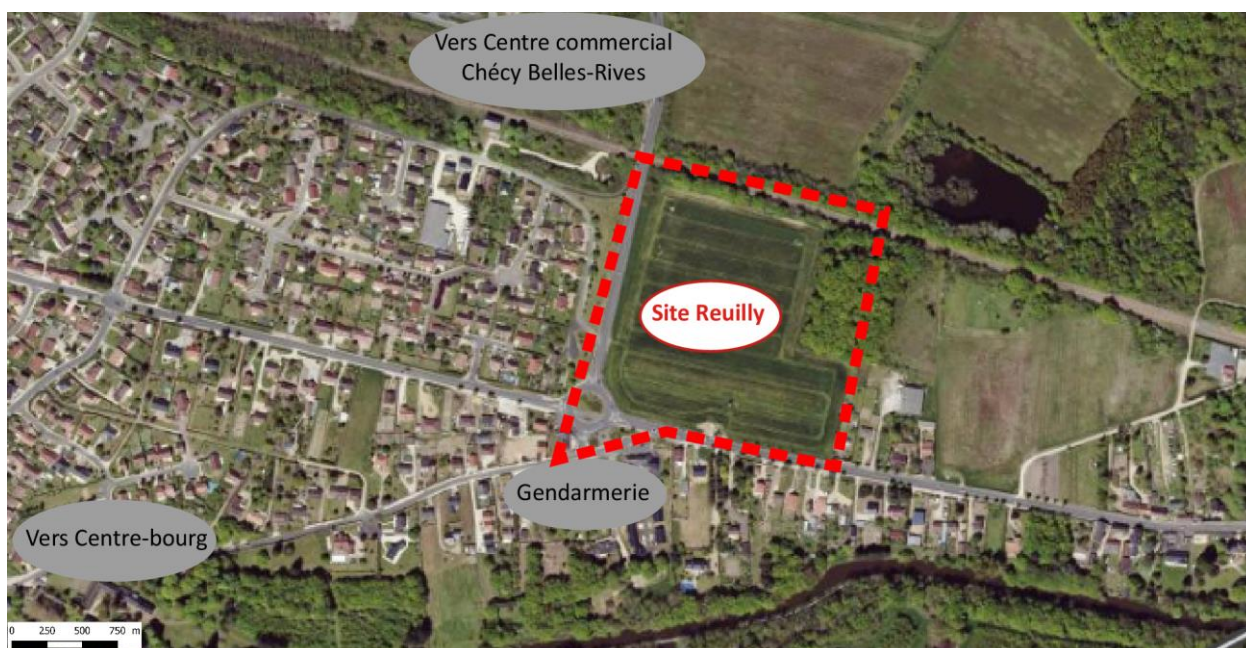 Vers Centre commercial
Chécy Belles-Rives
Site Reuilly
Gendarmerie
Vers Centre-bourg
0 250 500 750 m